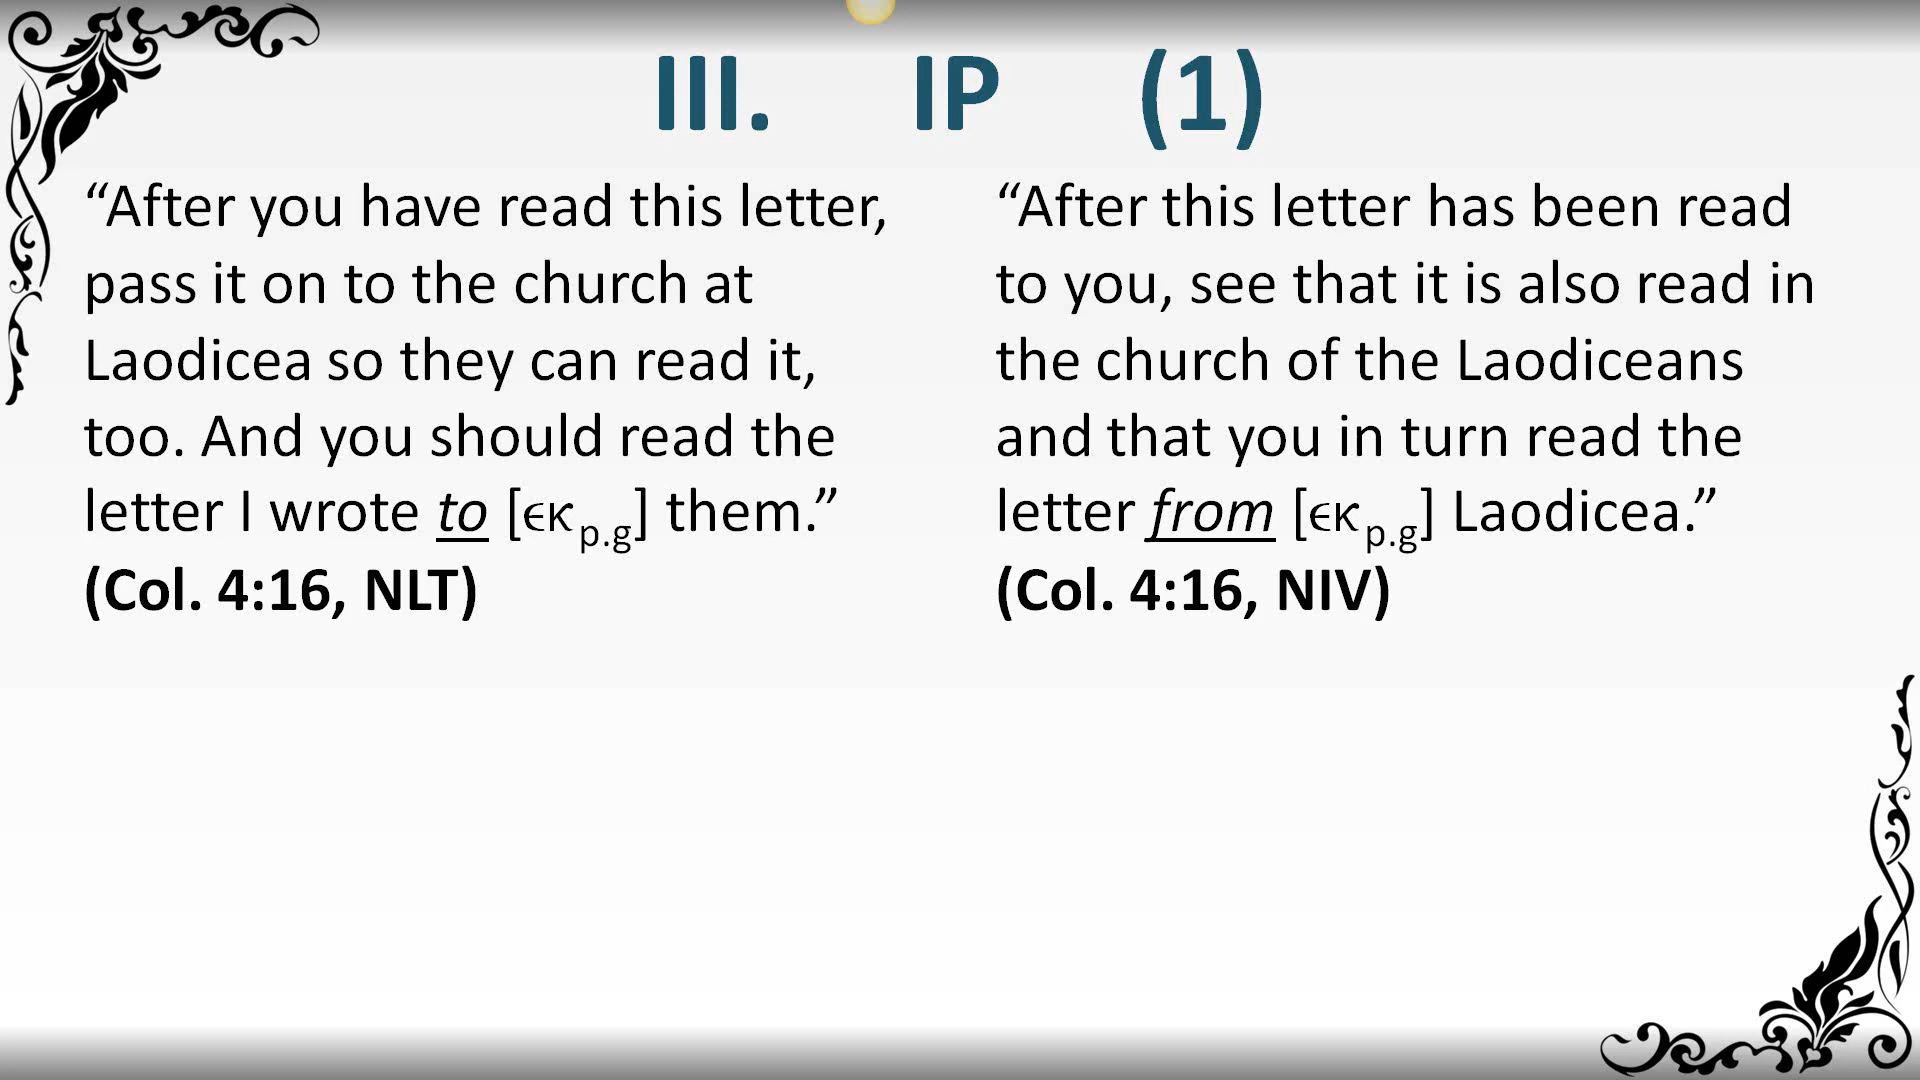 III. IP (1)
“After you have read this letter,
pass it on to the church at
Laodicea so they can read it,
too. And you should read the
letter I wrote to [ϵκp.g] them.”
(Col. 4:16, NLT)
“After this letter has been read
to you, see that it is also read in
the church of the Laodiceans
and that you in turn read the
letter from [ϵκp.g] Laodicea.”
(Col. 4:16, NIV)